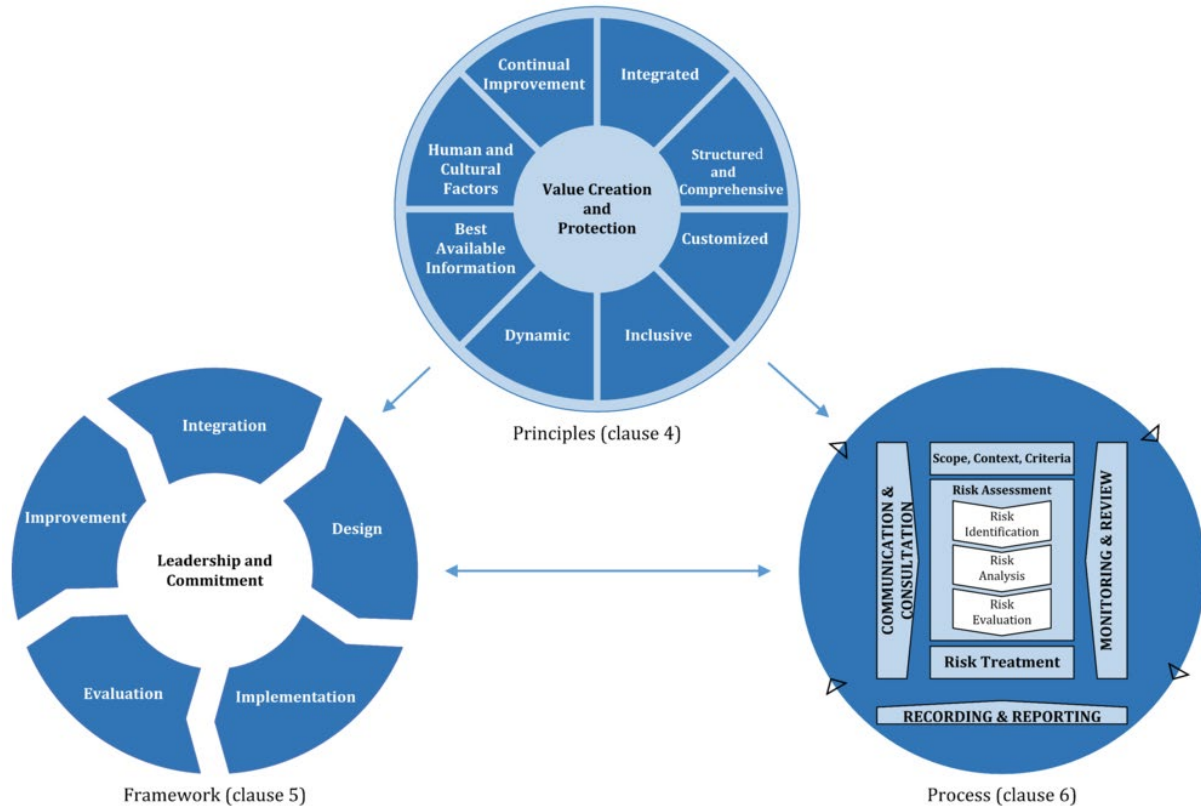 Continual
Improvement
Integrated
Human and
Cultural
Factors
Structured
and
Comprehensive
Value Creation
and
Protection
Best
Available
Information
Customized
Dynamic
Inclusive
Principles (clause 4)
Integration
Improvement
Design
Leadership and
Commitment
Evaluation
Implementation
Framework (clause 5)
Scope, Context, Criteria
COMMUNICATION &
CONSULTATION
Risk Assessment
Risk
Identification
Risk
Analysis
Risk
Evaluation
MONITORING & REVIEW
Risk Treatment
RECORDING & REPORTING
Process (clause 6)